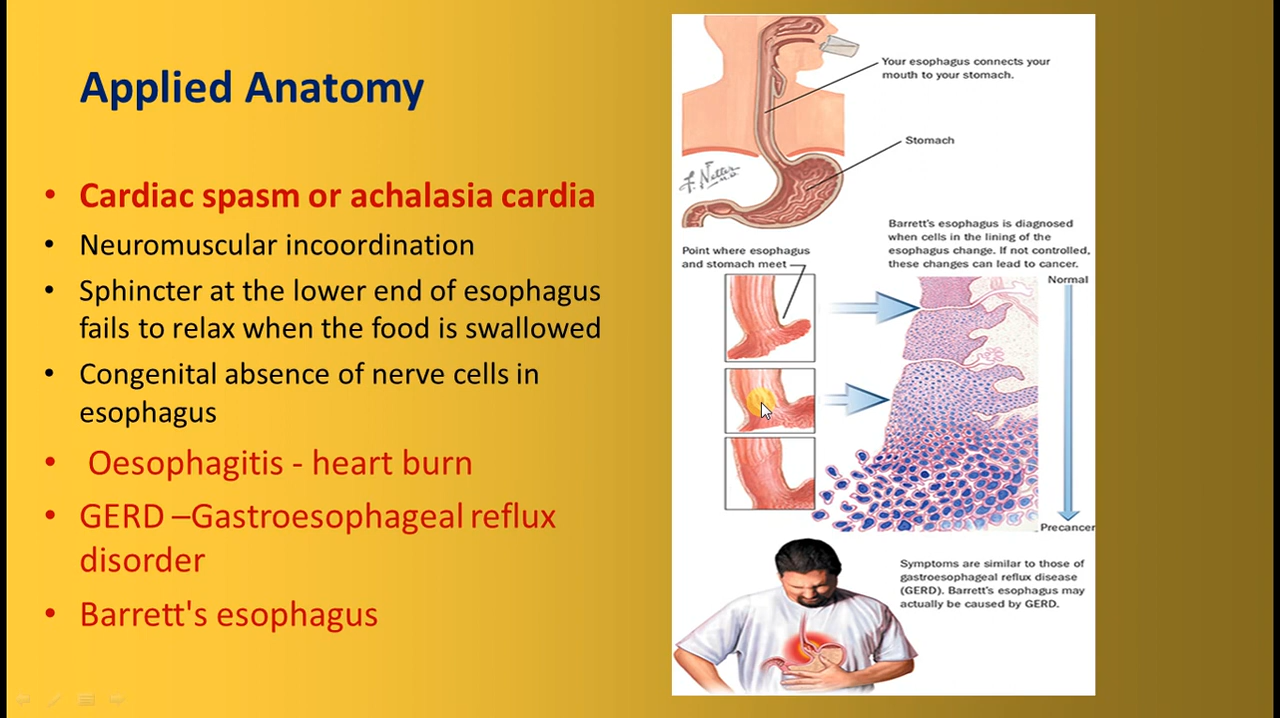 Applied Anatomy
• Cardiac spasm or achalasia cardia
• Neuromuscular incoordination
• Sphincter at the lower end of esophagus
fails to relax when the food is swallowed
• Congenital absence of nerve cells in
esophagus
• Oesophagitis - heart burn
• GERD –Gastroesophageal reflux
disorder
• Barrett's esophagus
Your esophagus connects your
mouth to your stomach.
Stomach
F. Netter
M.D.
Barrett's esophagus is diagnosed
when cells in the lining of the
esophagus change. If not controlled,
these changes can lead to cancer.
Point where esophagus
and stomach meet
Normal
Precancer
Symptoms are similar to those of
gastroesophageal reflux disease
(GERD). Barrett's esophagus may
actually be caused by GERD.